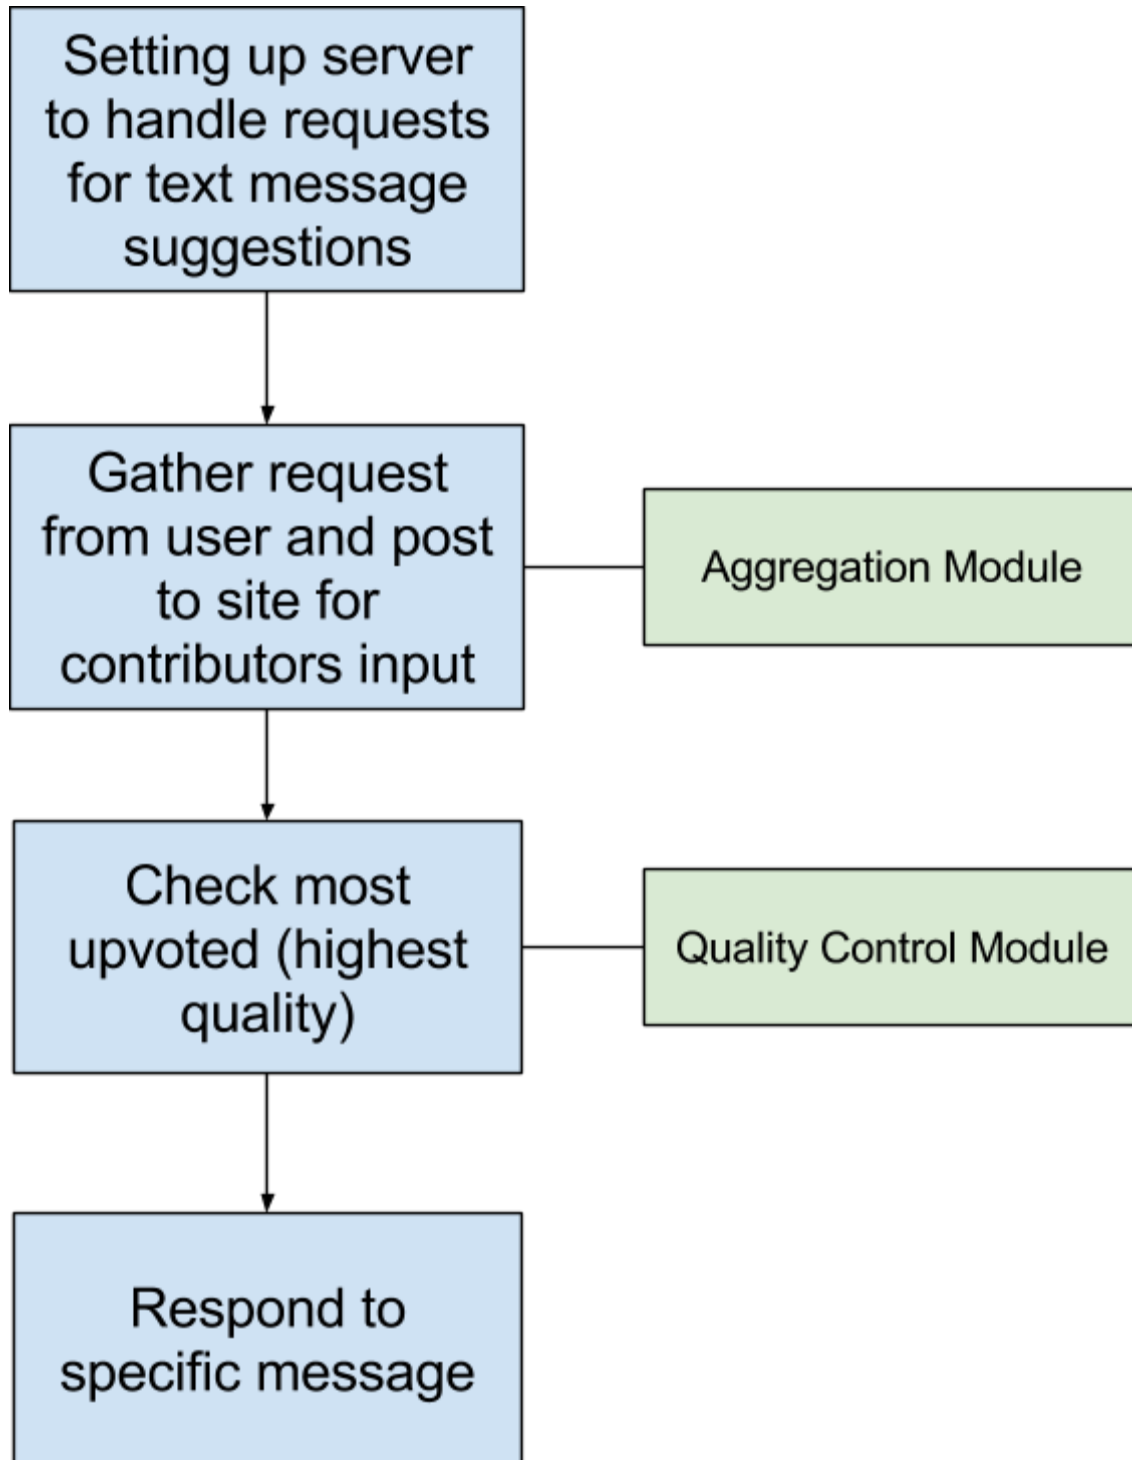 Setting up server
to handle requests
for text message
suggestions
Gather request
from user and post
to site for
contributors input
Aggregation Module
Check most
upvoted (highest
quality)
Quality Control Module
Respond to
specific message